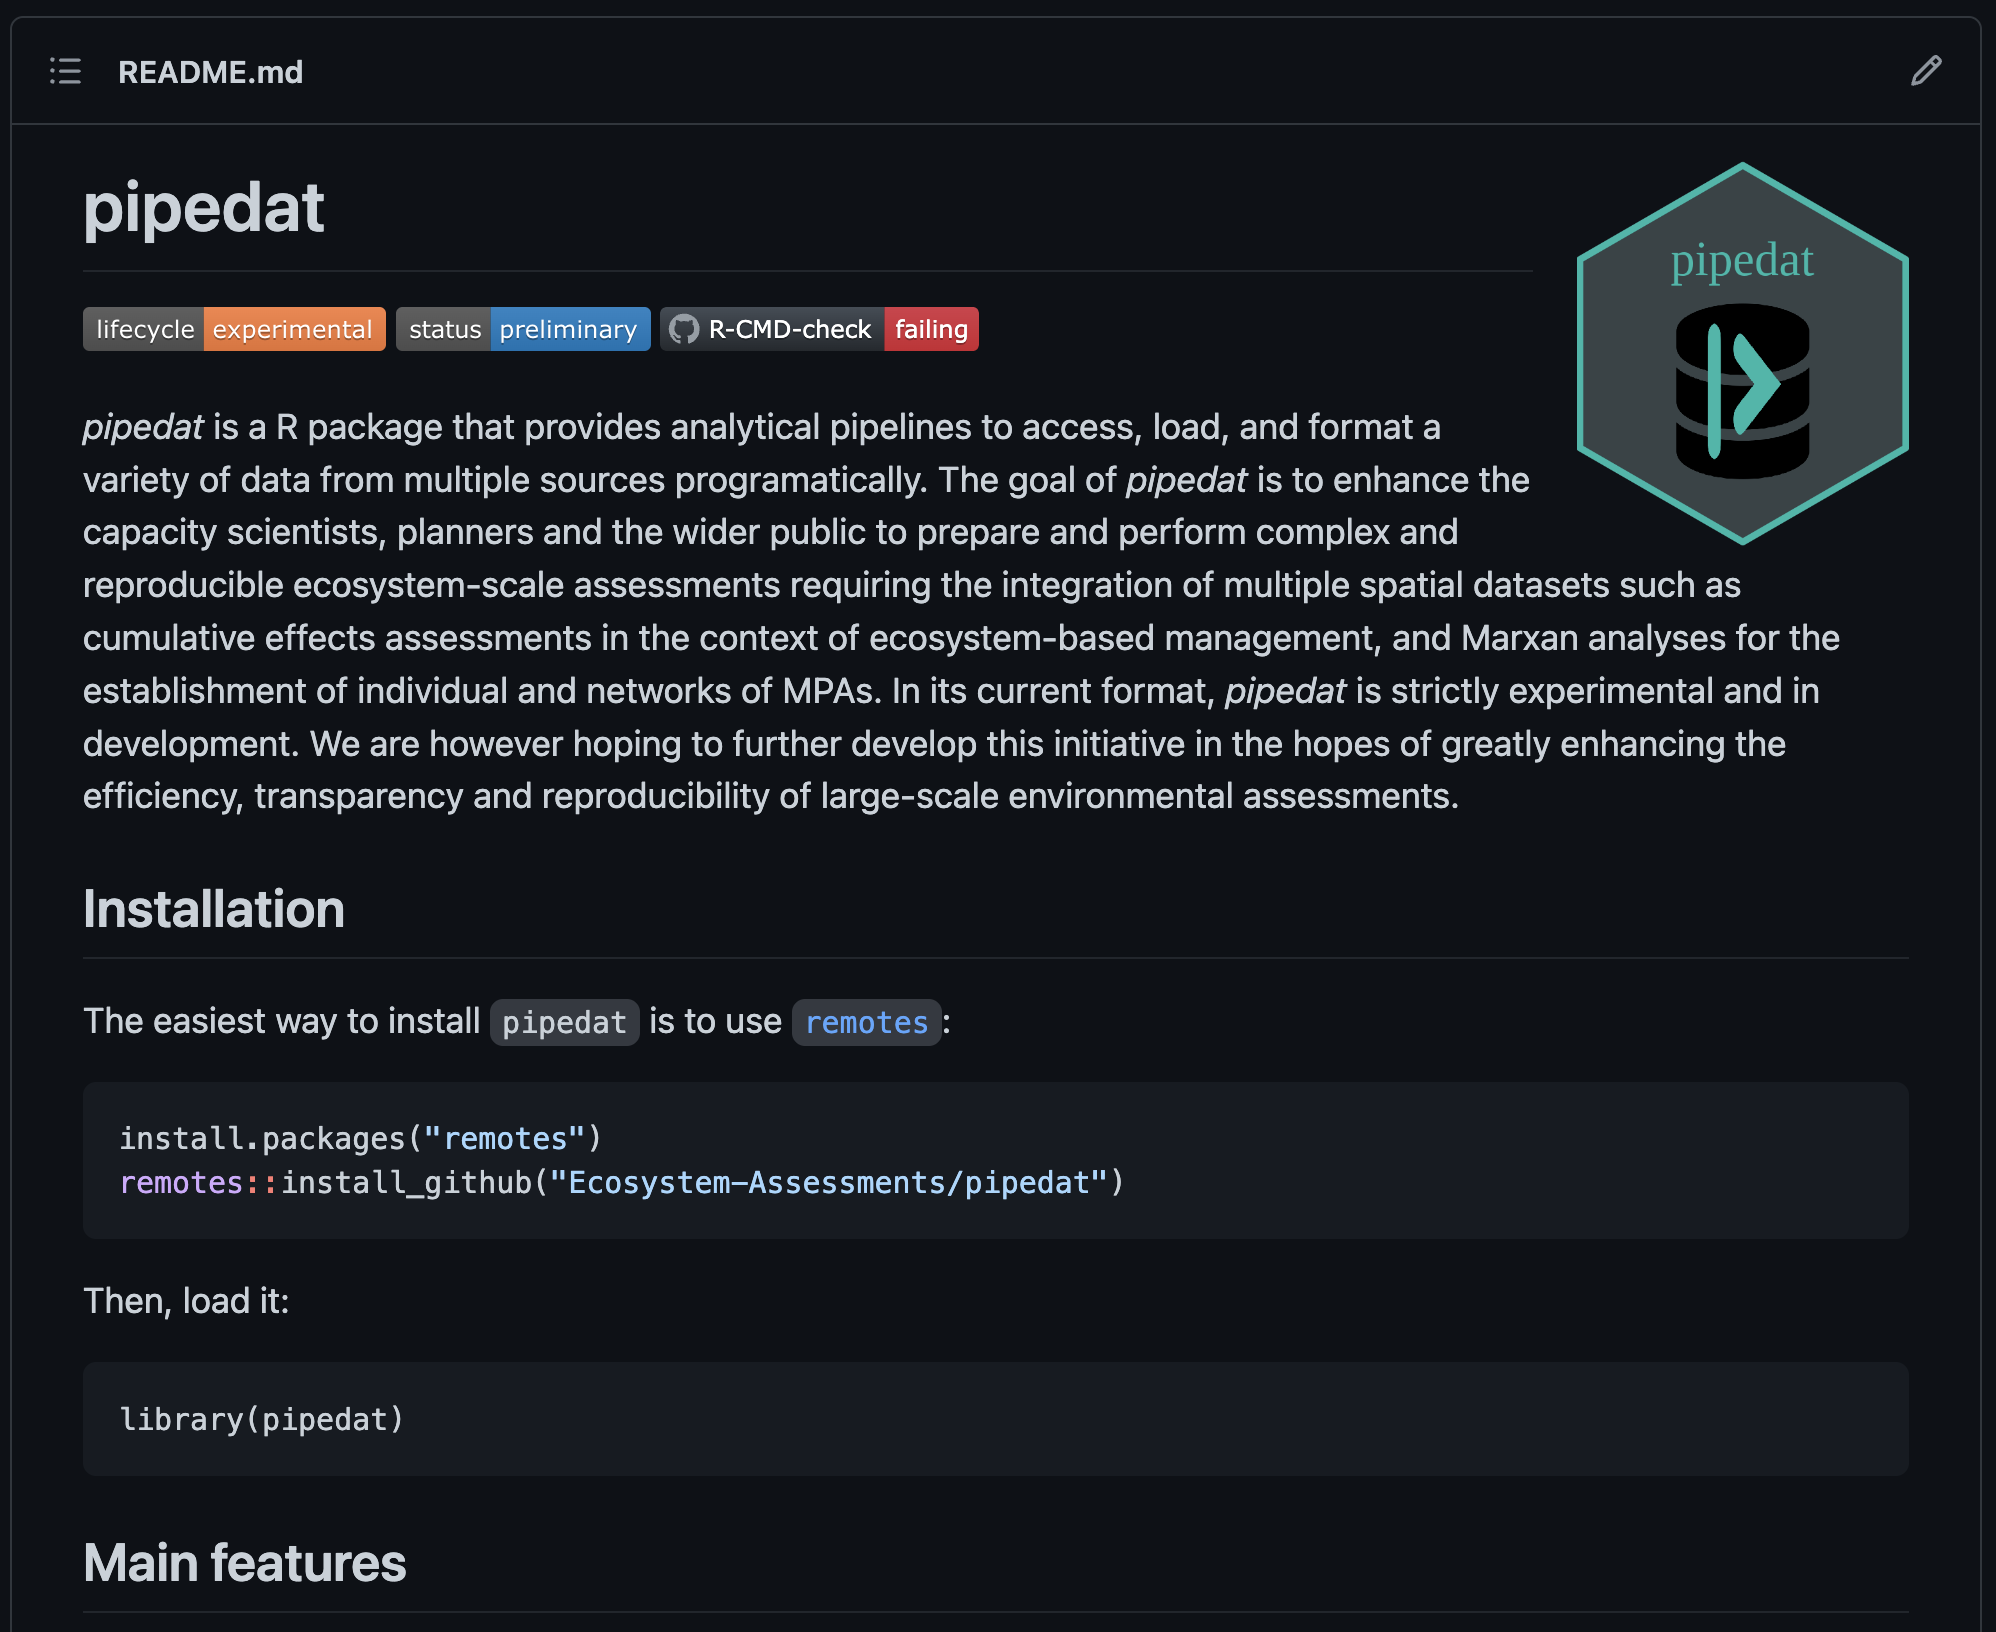 README.md
pipedat
pipedat
lifecycle experimental status preliminary R-CMD-check failing
pipedat is a R package that provides analytical pipelines to access, load, and format a
variety of data from multiple sources programatically. The goal of pipedat is to enhance the
capacity scientists, planners and the wider public to prepare and perform complex and
reproducible ecosystem-scale assessments requiring the integration of multiple spatial datasets such as
cumulative effects assessments in the context of ecosystem-based management, and Marxan analyses for the
establishment of individual and networks of MPAs. In its current format, pipedat is strictly experimental and in
development. We are however hoping to further develop this initiative in the hopes of greatly enhancing the
efficiency, transparency and reproducibility of large-scale environmental assessments.
Installation
The easiest way to install pipedat is to use remotes:
install.packages("remotes")
remotes::install_github("Ecosystem-Assessments/pipedat")
Then, load it:
library(pipedat)
Main features